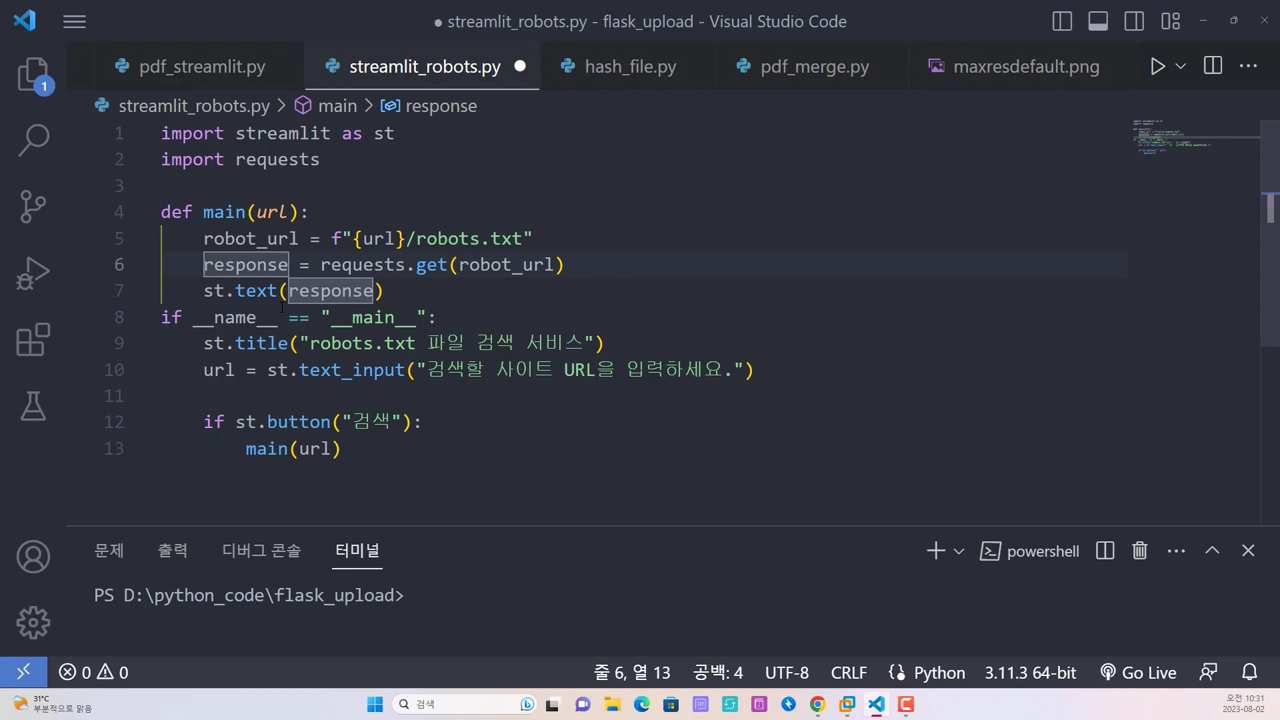 streamlit_robots.py - flask_upload - Visual Studio Code
pdf_streamlit.py streamlit_robots.py hash_file.py pdf_merge.py maxresdefault.png
1
streamlit_robots.py > main > response
1 import streamlit as st
2 import requests
3
4 def main(url):
5 robot_url = f"{url}/robots.txt"
6 response = requests.get(robot_url)
7 st.text(response)
8 if __name__ == "__main__":
9 st.title("robots.txt 파일 검색 서비스")
10 url = st.text_input("검색할 사이트 URL을 입력하세요.")
11
12 if st.button("검색"):
13 main(url)
문제 출력 디버그 콘솔 터미널 powershell
PS D:\python_code\flask_upload>
0 0 줄 6, 열 13 공백: 4 UTF-8 CRLF Python 3.11.3 64-bit Go Live
31°C 검색 오전 10:31
부분적으로 맑음 2023-08-02